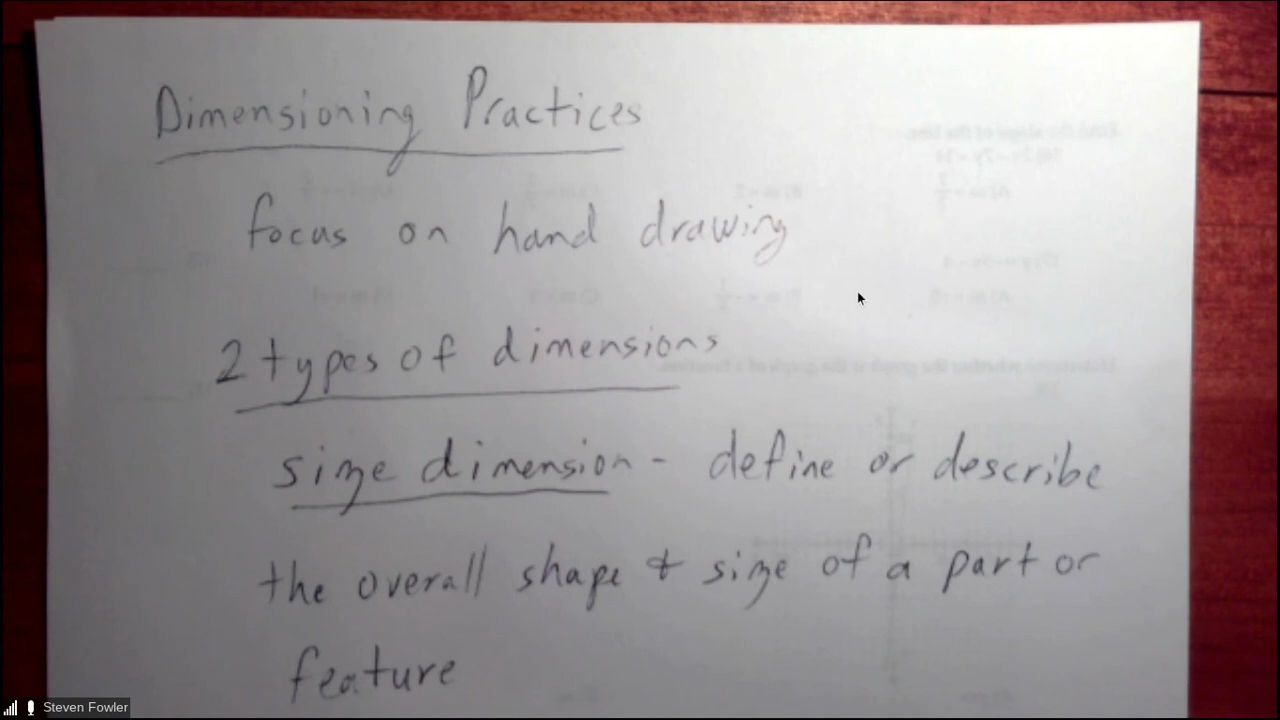 Dimensioning Practices
focus on hand drawing
2 types of dimensions
size dimension - define or describe
the overall shape & size of a part or
feature
Steven Fowler